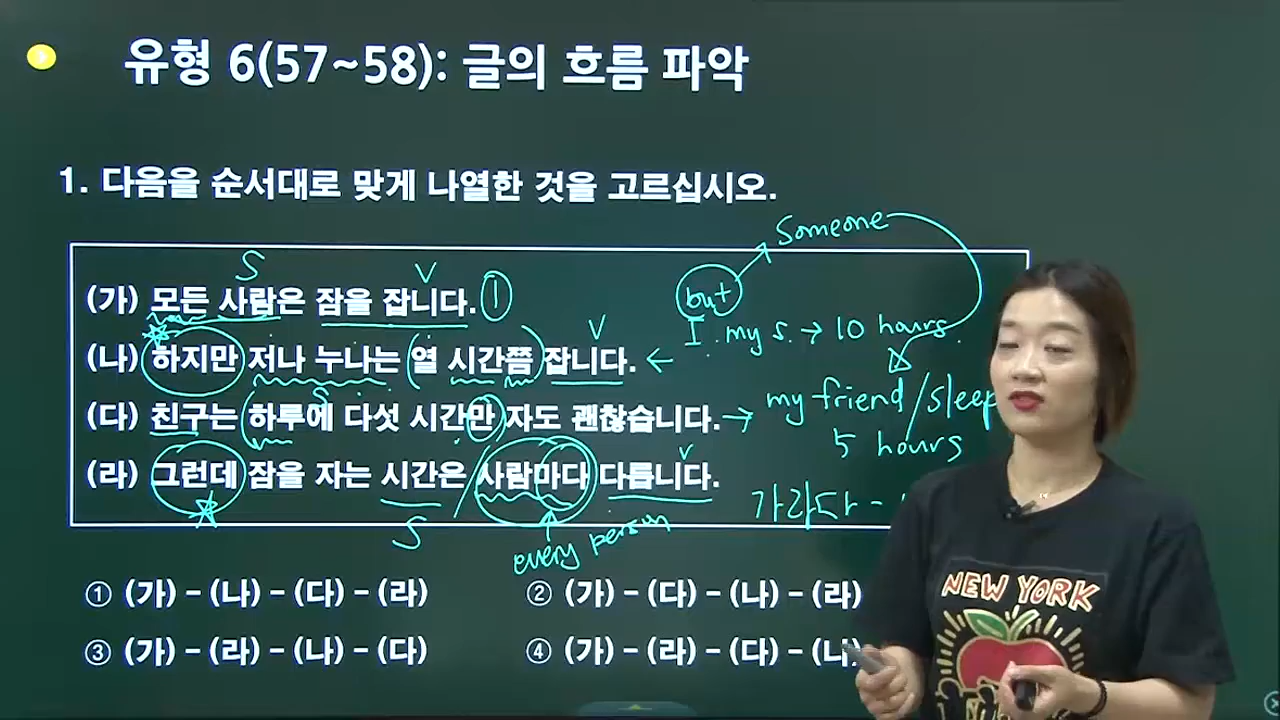 유형 6(57~58): 글의 흐름 파악
1. 다음을 순서대로 맞게 나열한 것을 고르십시오.
Someone
S V
(가) 모든 사람은 잠을 잡니다. 1 but
V I my s. → 10 hours.
(나) 하지만 저나 누나는 열 시간쯤 잡니다. ←
S
(다) 친구는 하루에 다섯 시간만 자도 괜찮습니다. → my friend/sleep
5 hours
V
(라) 그런데 잠을 자는 시간은 / 사람마다 다릅니다. 가라다 -
S
every person
① (가) - (나) - (다) - (라)
② (가) - (다) - (나) - (라)
③ (가) - (라) - (나) - (다)
④ (가) - (라) - (다) - (나)
NEW YORK